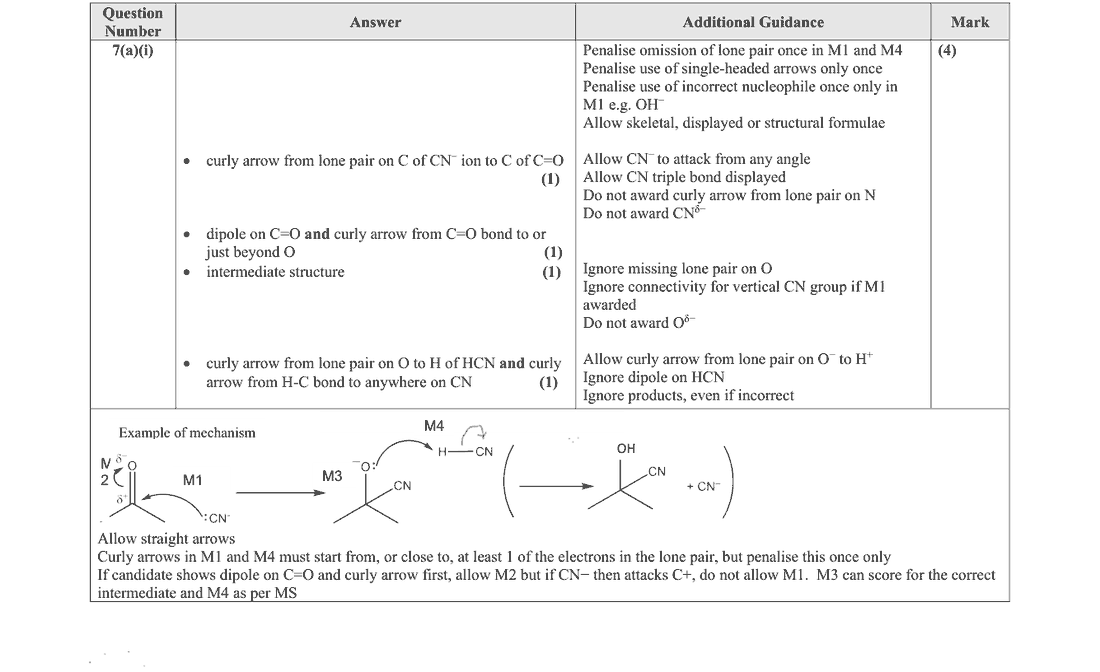 Question Number
Answer
Additional Guidance
Mark
7(a)(i)
Penalise omission of lone pair once in M1 and M4
(4)
Penalise use of single-headed arrows only once
Penalise use of incorrect nucleophile once only in
M1 e.g. OH⁻
Allow skeletal, displayed or structural formulae
• curly arrow from lone pair on C of CN⁻ ion to C of C=O
(1)
Allow CN⁻ to attack from any angle
Allow CN triple bond displayed
Do not award curly arrow from lone pair on N
Do not award CNᵟ⁻
• dipole on C=O and curly arrow from C=O bond to or
just beyond O (1)
• intermediate structure (1)
Ignore missing lone pair on O
Ignore connectivity for vertical CN group if M1
awarded
Do not award Oᵟ⁻
• curly arrow from lone pair on O to H of HCN and curly
arrow from H-C bond to anywhere on CN (1)
Allow curly arrow from lone pair on O⁻ to H⁺
Ignore dipole on HCN
Ignore products, even if incorrect
Example of mechanism
M4
M
2
δ⁻
O
δ⁺
M1
:CN⁻
M3
⁻O:
CN
H—CN
OH
CN
+ CN⁻
Allow straight arrows
Curly arrows in M1 and M4 must start from, or close to, at least 1 of the electrons in the lone pair, but penalise this once only
If candidate shows dipole on C=O and curly arrow first, allow M2 but if CN− then attacks C+, do not allow M1. M3 can score for the correct
intermediate and M4 as per MS